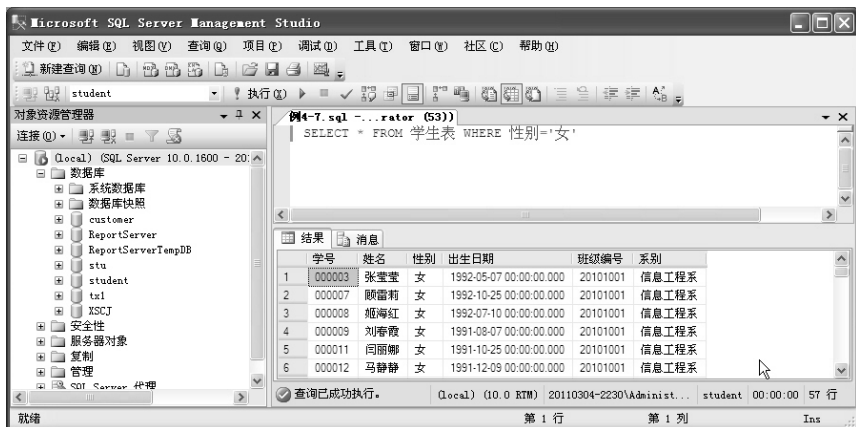 Microsoft SQL Server Management Studio
文件(F) 编辑(E) 视图(V) 查询(Q) 项目(P) 调试(D) 工具(T) 窗口(W) 社区(C) 帮助(H)
新建查询(N)
student 执行(X)
对象资源管理器
连接(O)
(local) (SQL Server 10.0.1600 - 20
数据库
系统数据库
数据库快照
customer
ReportServer
ReportServerTempDB
stu
student
txl
XSCJ
安全性
服务器对象
复制
管理
SQL Server 代理
例4-7.sql -...rator (53))
SELECT * FROM 学生表 WHERE 性别='女'
结果 消息
学号 姓名 性别 出生日期 班级编号 系别
1 000003 张莹莹 女 1992-05-07 00:00:00.000 20101001 信息工程系
2 000007 顾雷莉 女 1992-10-25 00:00:00.000 20101001 信息工程系
3 000008 姬海红 女 1992-07-10 00:00:00.000 20101001 信息工程系
4 000009 刘春霞 女 1991-08-07 00:00:00.000 20101001 信息工程系
5 000011 闫丽娜 女 1991-10-25 00:00:00.000 20101001 信息工程系
6 000012 马静静 女 1991-12-09 00:00:00.000 20101001 信息工程系
查询已成功执行。 (local) (10.0 RTM) 20110304-2230\Administ... student 00:00:00 57 行
就绪 第 1 行 第 1 列 Ins